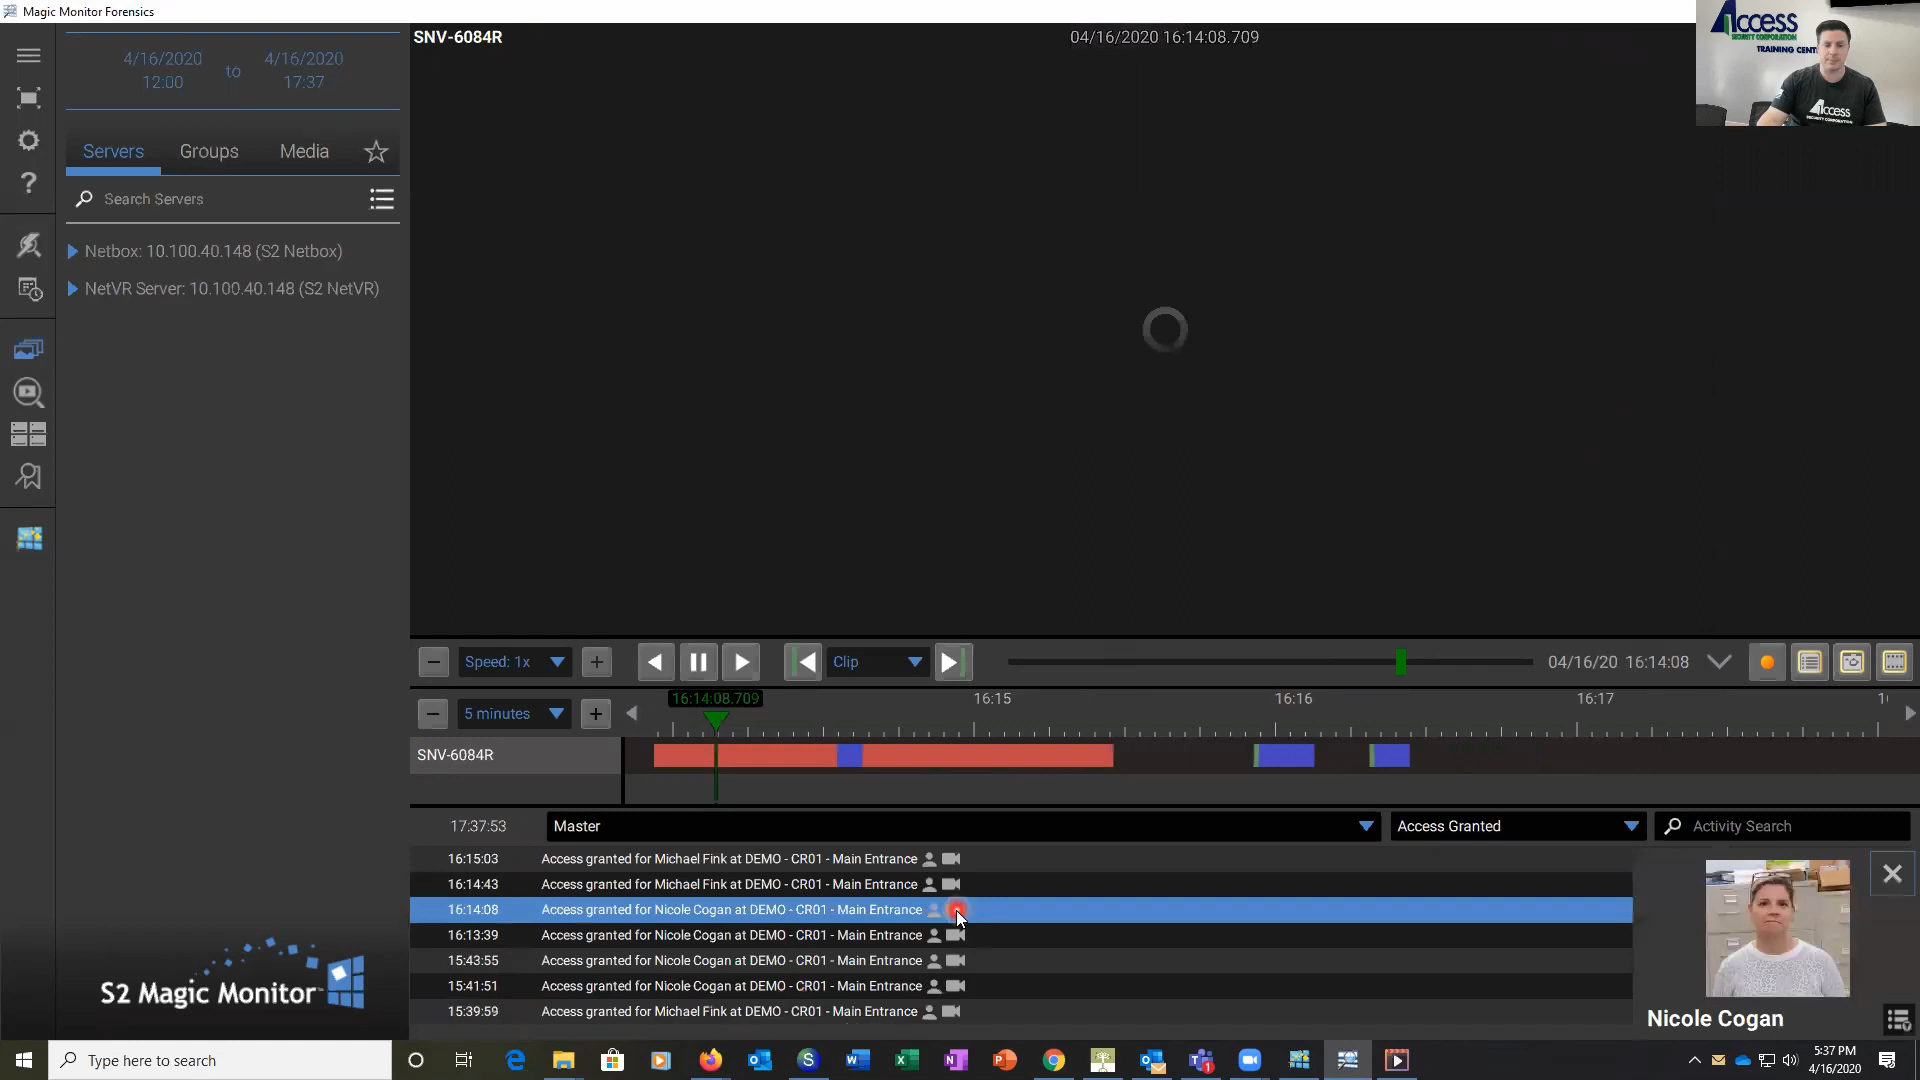 Magic Monitor Forensics
4/16/2020 12:00 to 4/16/2020 17:37
Servers Groups Media
Search Servers
Netbox: 10.100.40.148 (S2 Netbox)
NetVR Server: 10.100.40.148 (S2 NetVR)
S2 Magic Monitor
SNV-6084R 04/16/2020 16:14:08.709
Access
SECURITY CORPORATION
TRAINING CENT
Access
SECURITY CORPORATION
Speed: 1x Clip 04/16/20 16:14:08
16:14:08.709 16:15 16:16 16:17
5 minutes
SNV-6084R
17:37:53 Master Access Granted Activity Search
16:15:03 Access granted for Michael Fink at DEMO - CR01 - Main Entrance
16:14:43 Access granted for Michael Fink at DEMO - CR01 - Main Entrance
16:14:08 Access granted for Nicole Cogan at DEMO - CR01 - Main Entrance
16:13:39 Access granted for Nicole Cogan at DEMO - CR01 - Main Entrance
15:43:55 Access granted for Nicole Cogan at DEMO - CR01 - Main Entrance
15:41:51 Access granted for Nicole Cogan at DEMO - CR01 - Main Entrance
15:39:59 Access granted for Michael Fink at DEMO - CR01 - Main Entrance
Nicole Cogan
Type here to search
5:37 PM
4/16/2020